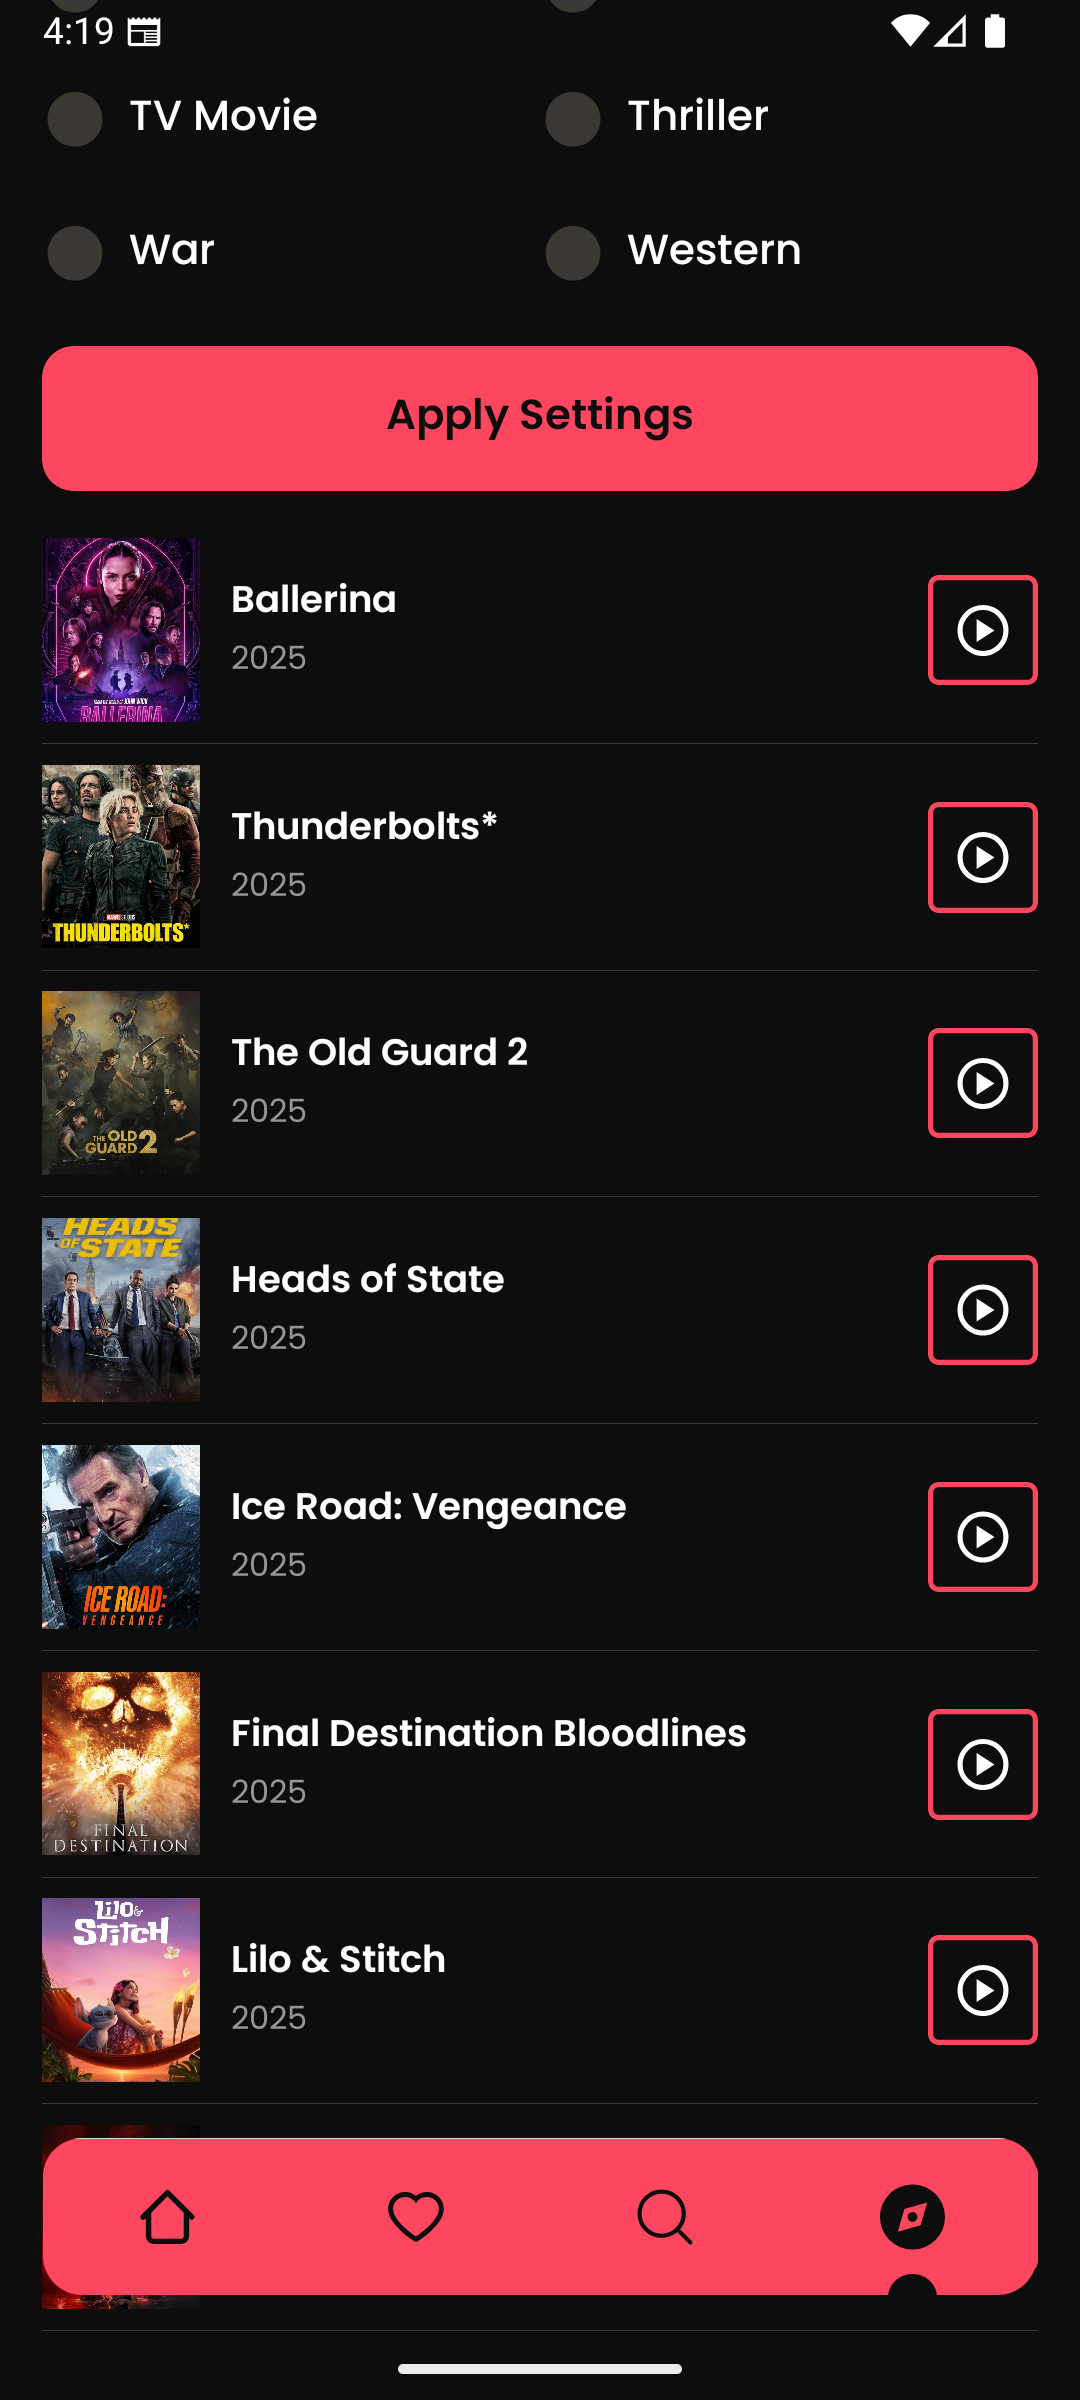 4:19
TV Movie
Thriller
War
Western
Apply Settings
BALLERINA
Ballerina
2025
THUNDERBOLTS*
Thunderbolts*
2025
THE OLD
GUARD 2
The Old Guard 2
2025
HEADS
OF STATE
Heads of State
2025
ICE ROAD:
VENGEANCE
Ice Road: Vengeance
2025
FINAL
DESTINATION
Final Destination Bloodlines
2025
Lilo &
Stitch
Lilo & Stitch
2025